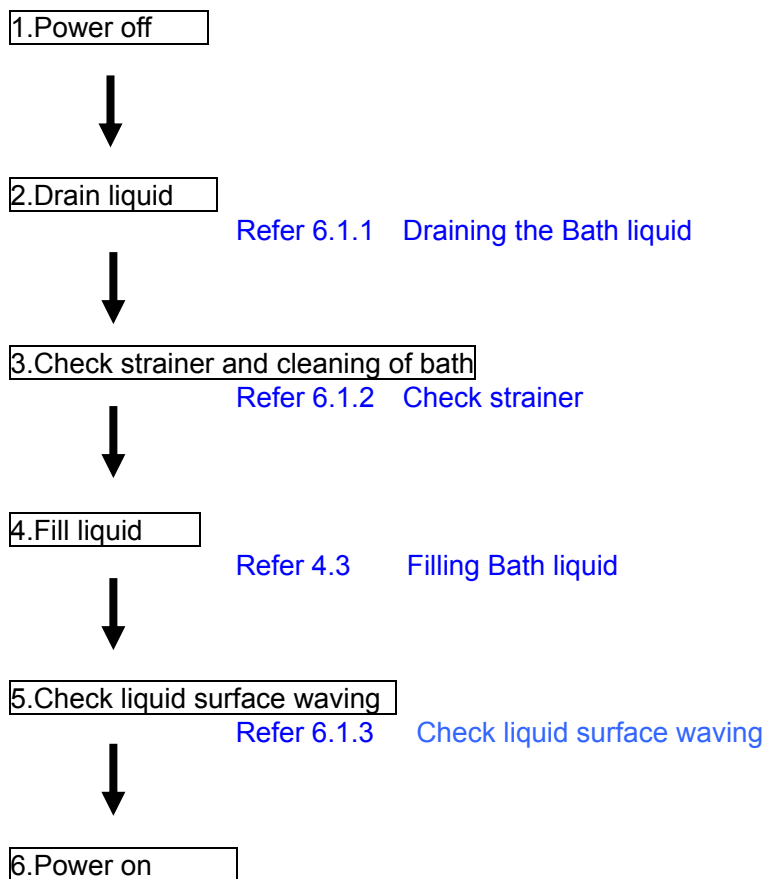 1.Power off
2.Drain liquid
Refer 6.1.1 Draining the Bath liquid
3.Check strainer and cleaning of bath
Refer 6.1.2 Check strainer
4.Fill liquid
Refer 4.3 Filling Bath liquid
5.Check liquid surface waving
Refer 6.1.3 Check liquid surface waving
6.Power on